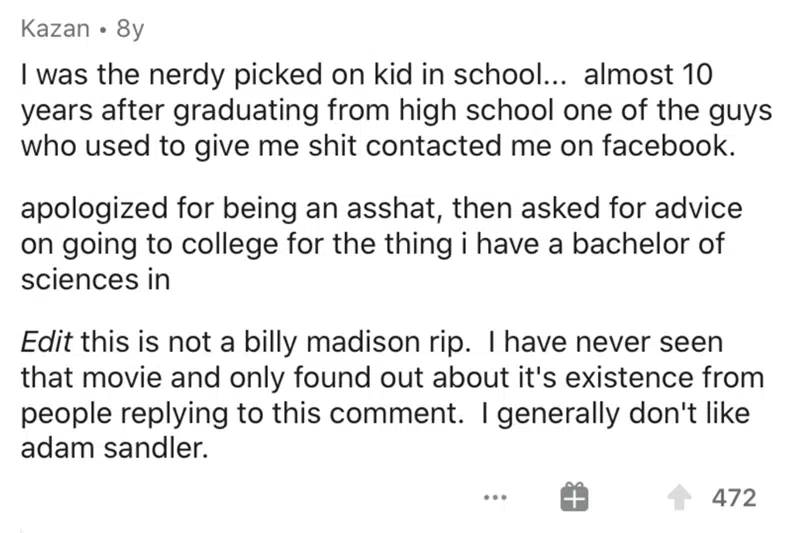 Kazan • 8y
I was the nerdy picked on kid in school... almost 10
years after graduating from high school one of the guys
who used to give me shit contacted me on facebook.
apologized for being an asshat, then asked for advice
on going to college for the thing i have a bachelor of
sciences in
Edit this is not a billy madison rip. I have never seen
that movie and only found out about it's existence from
people replying to this comment. I generally don't like
adam sandler.
472